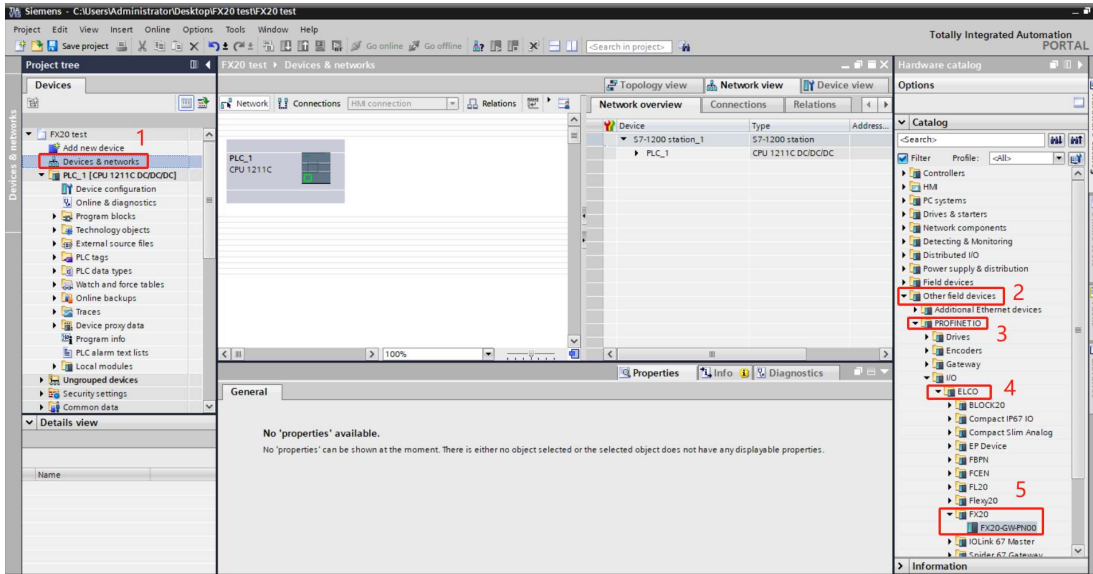 Siemens - C:\Users\Administrator\Desktop\FX20 test\FX20 test
Project Edit View Insert Online Options Tools Window Help
Save project Go online Go offline <Search in project>
Totally Integrated Automation
PORTAL
Project tree
Devices
Devices & networks
FX20 test
1
Add new device
Devices & networks
PLC_1 [CPU 1211C DC/DC/DC]
Device configuration
Online & diagnostics
Program blocks
Technology objects
External source files
PLC tags
PLC data types
Watch and force tables
Online backups
Traces
Device proxy data
Program info
PLC alarm text lists
Local modules
Ungrouped devices
Security settings
Common data
Details view
Name
FX20 test Devices & networks
Topology view Network view Device view
Network Connections HMI connection Relations
PLC_1
CPU 1211C
100%
Network overview Connections Relations
Device Type Address...
S7-1200 station_1 S7-1200 station
PLC_1 CPU 1211C DC/DC/DC
Properties Info Diagnostics
General
No 'properties' available.
No 'properties' can be shown at the moment. There is either no object selected or the selected object does not have any displayable properties.
Hardware catalog
Options
Catalog
<Search>
Filter Profile: <All>
Controllers
HMI
PC systems
Drives & starters
Network components
Detecting & Monitoring
Distributed I/O
Power supply & distribution
Field devices
Other field devices 2
Additional Ethernet devices
PROFINET IO 3
Drives
Encoders
Gateway
I/O
ELCO 4
BLOCK20
Compact IP67 IO
Compact Slim Analog
EP Device
FBPN
FCEN
FL20
Flexy20 5
FX20
FX20-GW-PN00
IOLink 67 Master
Spider 67 Gateway
Information